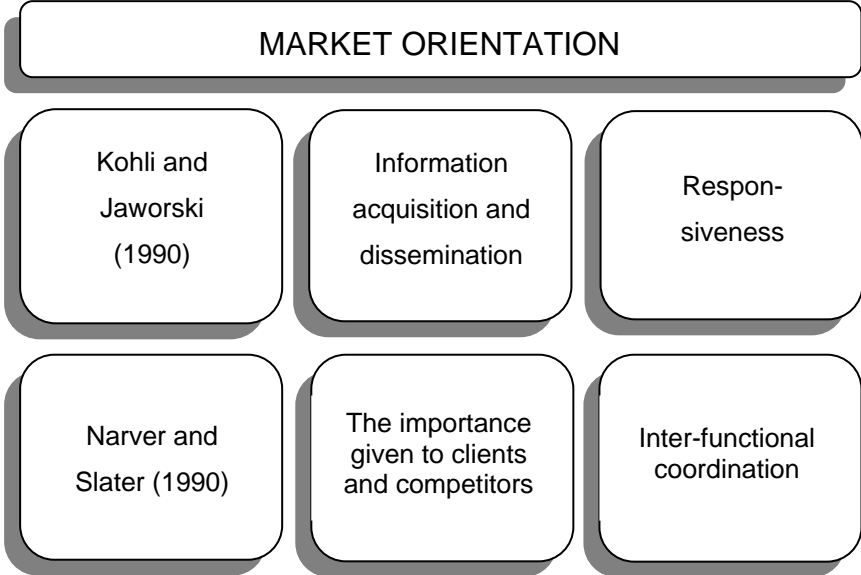 MARKET ORIENTATION
Kohli and
Jaworski
(1990)
Information
acquisition and
dissemination
Respon-
siveness
Narver and
Slater (1990)
The importance
given to clients
and competitors
Inter-functional
coordination